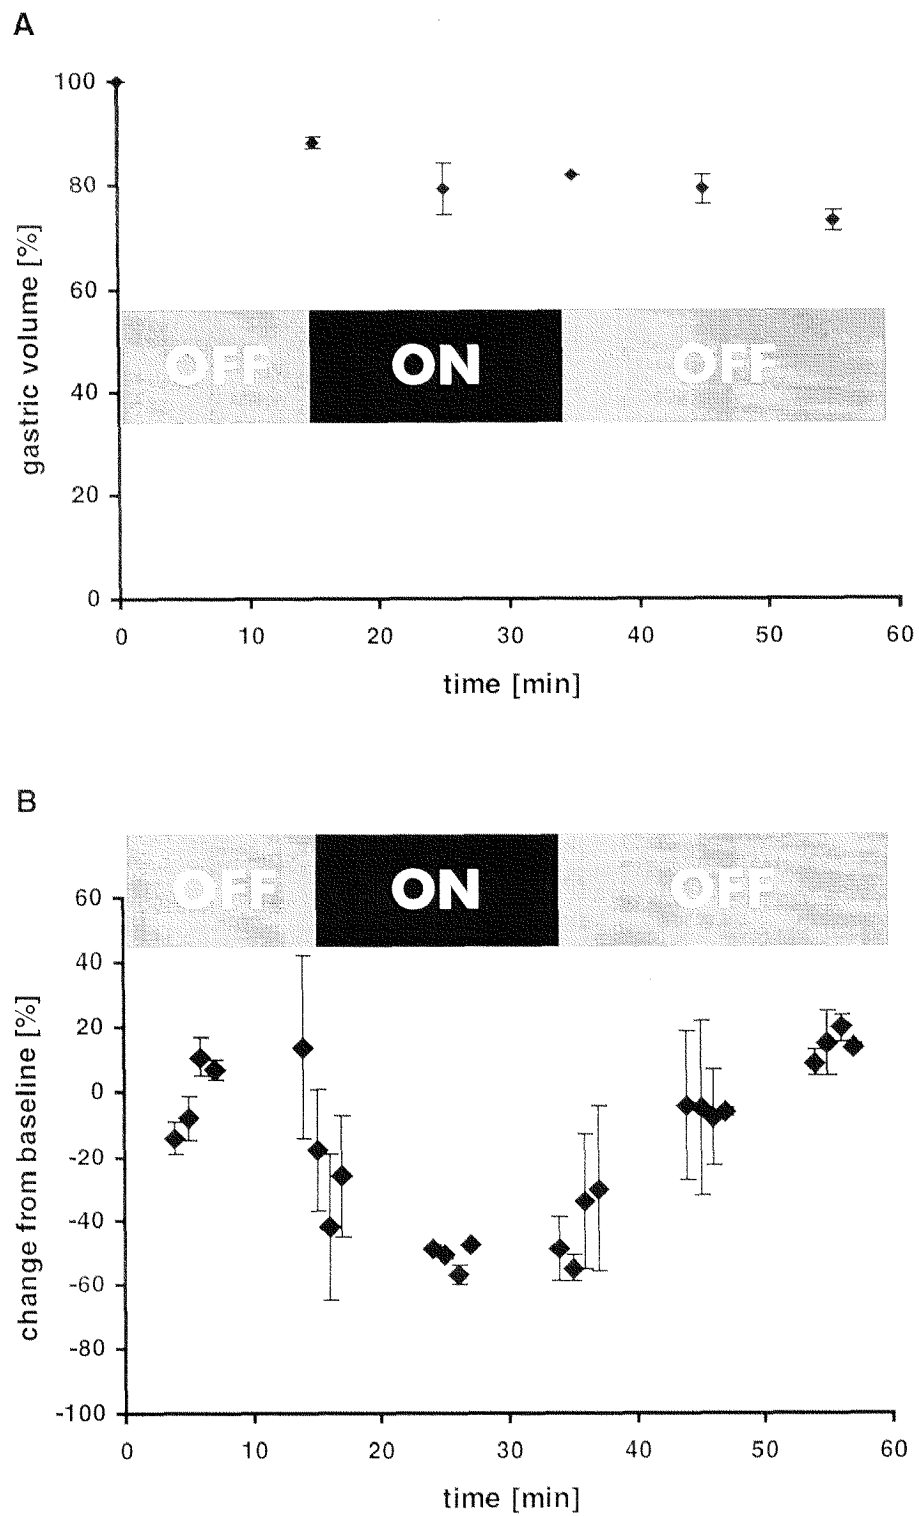 A
100
80
60
40
20
0
gastric volume [%]
OFF
ON
OFF
0 10 20 30 40 50 60
time [min]
B
OFF
ON
OFF
60
40
20
0
-20
-40
-60
-80
-100
change from baseline [%]
0 10 20 30 40 50 60
time [min]